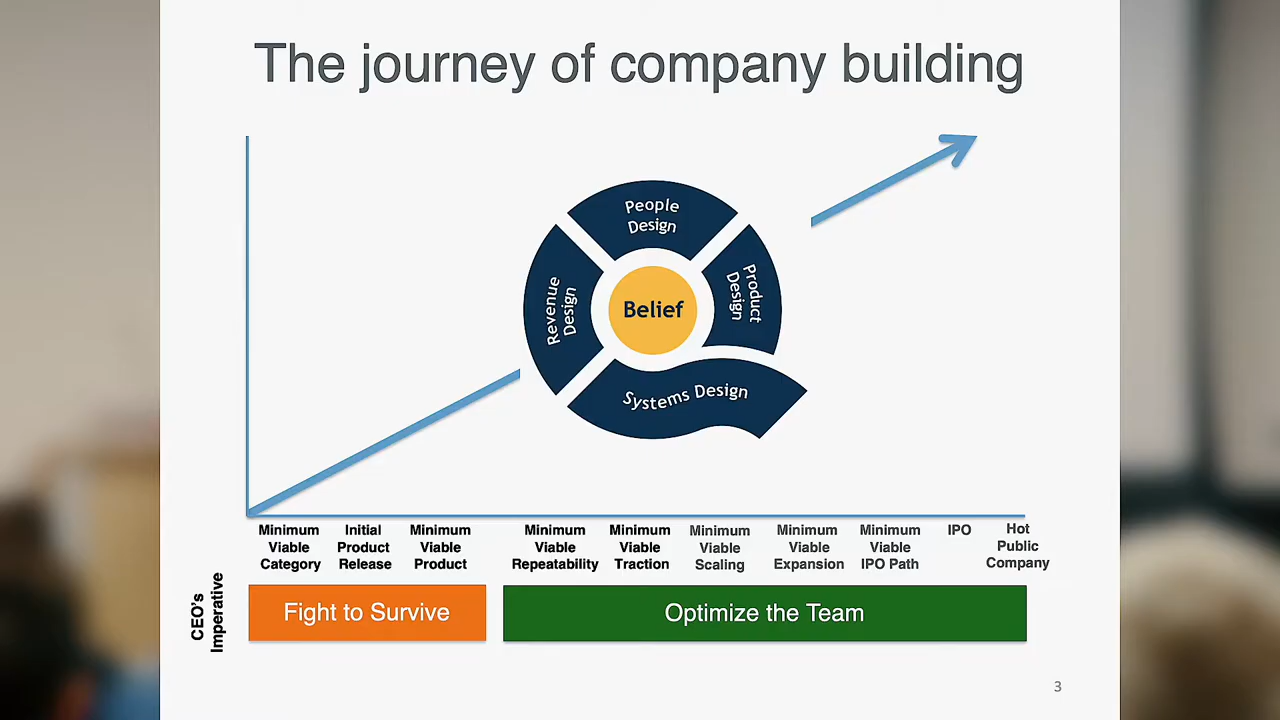 The journey of company building
People
Design
Revenue
Design
Belief
Product
Design
Systems Design
Minimum
Viable
Category
Initial
Product
Release
Minimum
Viable
Product
Minimum
Viable
Repeatability
Minimum
Viable
Traction
Minimum
Viable
Scaling
Minimum
Viable
Expansion
Minimum
Viable
IPO Path
IPO
Hot
Public
Company
CEO's
Imperative
Fight to Survive
Optimize the Team
3